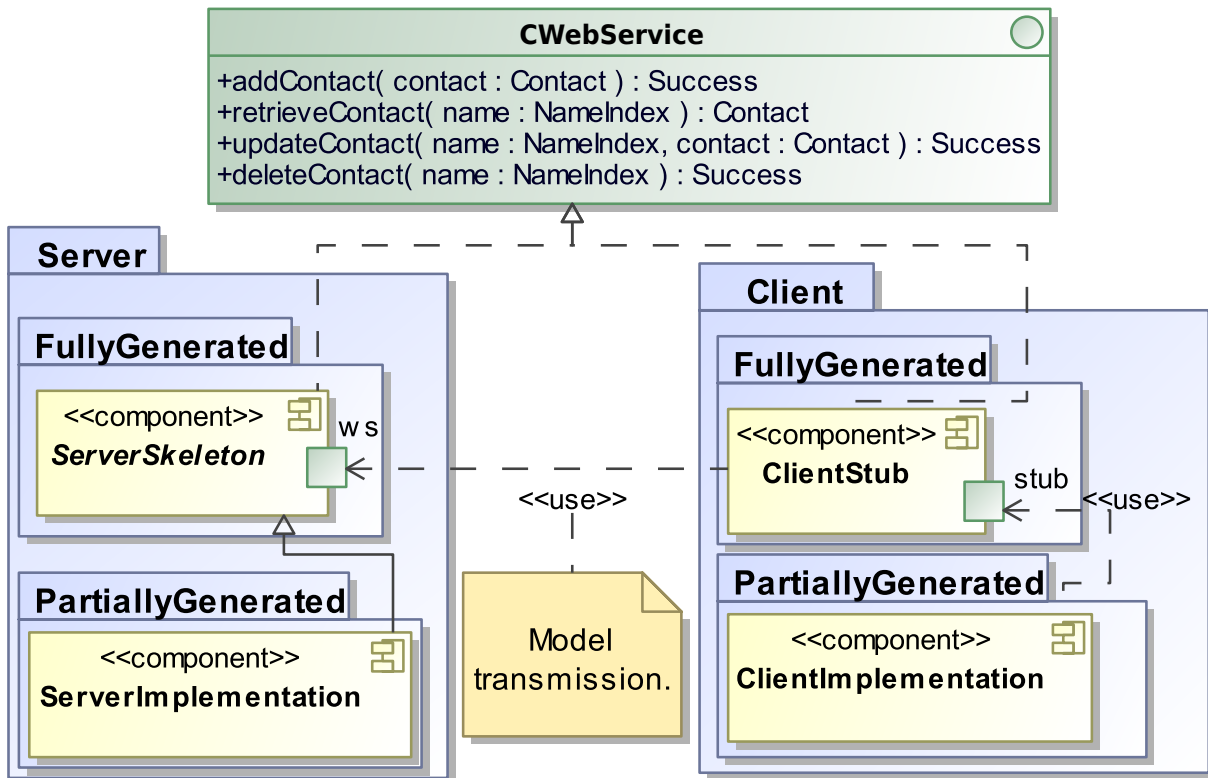 CWebService
+addContact( contact : Contact ) : Success
+retrieveContact( name : NameIndex ) : Contact
+updateContact( name : NameIndex, contact : Contact ) : Success
+deleteContact( name : NameIndex ) : Success
Server
FullyGenerated
<<component>>
ServerSkeleton
ws
PartiallyGenerated
<<component>>
ServerImplementation
<<use>>
Model
transmission.
Client
FullyGenerated
<<component>>
ClientStub
stub
<<use>>
PartiallyGenerated
<<component>>
ClientImplementation